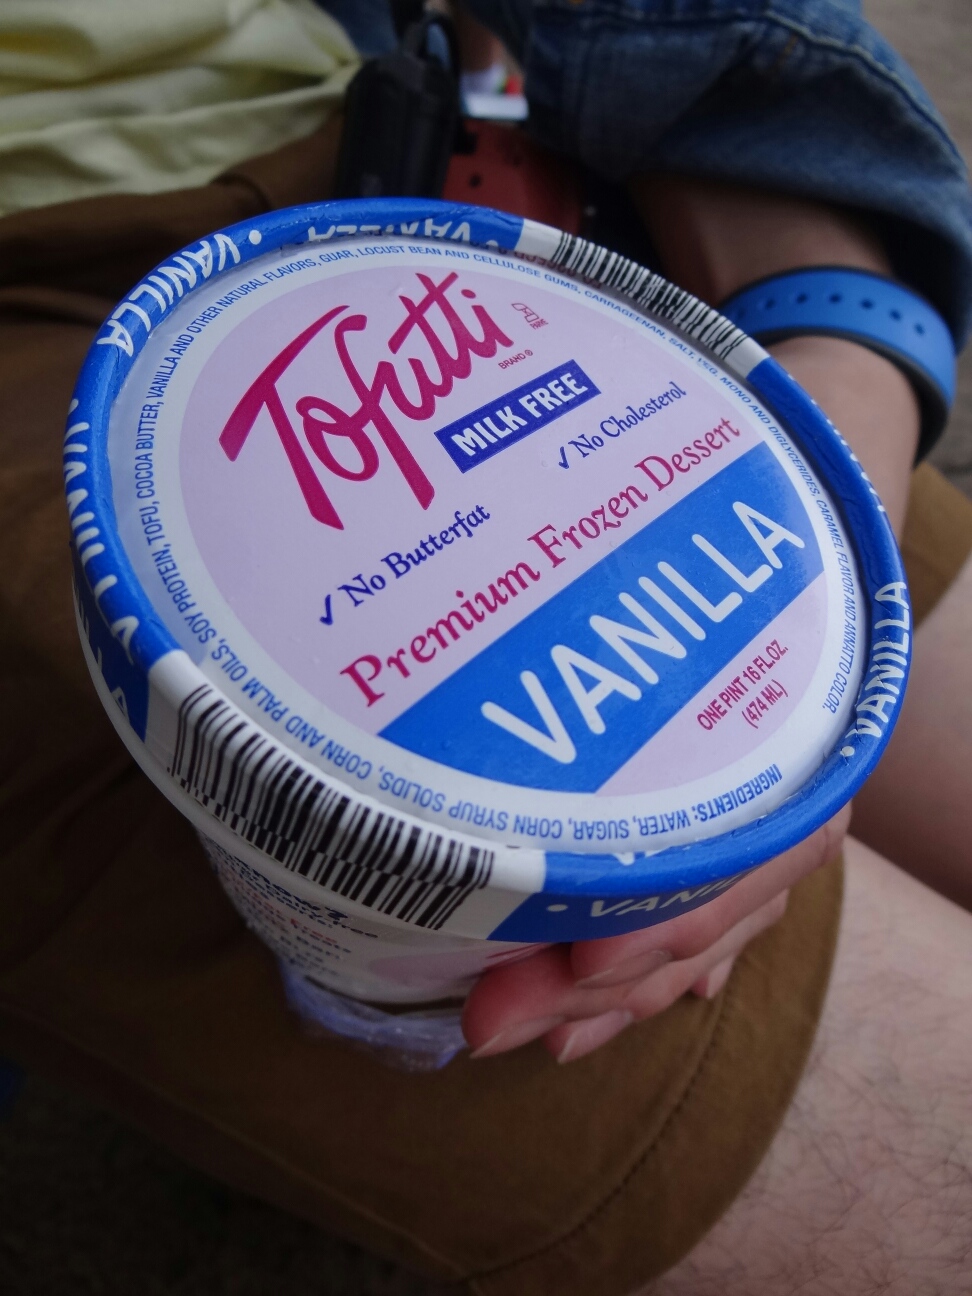 Tofutti
BRAND ®
PARVE
MILK FREE
✓ No Cholesterol
✓ No Butterfat
Premium Frozen Dessert
VANILLA
ONE PINT 16 FL OZ.
(474 ML)
INGREDIENTS: WATER, SUGAR, CORN SYRUP SOLIDS, CORN AND PALM OILS, SOY PROTEIN, TOFU, COCOA BUTTER, VANILLA AND OTHER NATURAL FLAVORS, GUAR, LOCUST BEAN AND CELLULOSE GUMS, CARRAGEENAN, SALT, MONO AND DIGLYCERIDES, CARAMEL FLAVOR AND ANNATTO COLOR.
VANILLA • VANILLA •
VANILLA
• VANILLA
• VANILLA